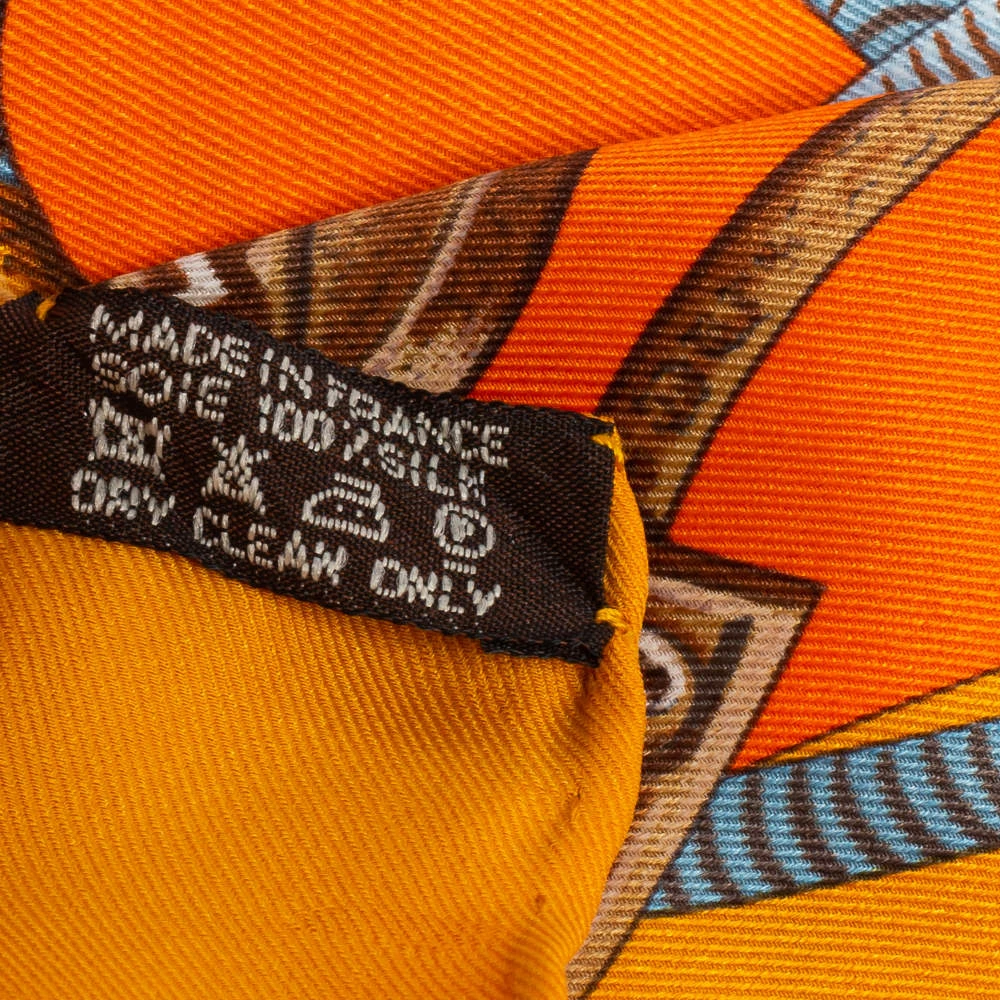 MADE IN FRANCE
SOIE 100% SILK
P
DRY CLEAN ONLY